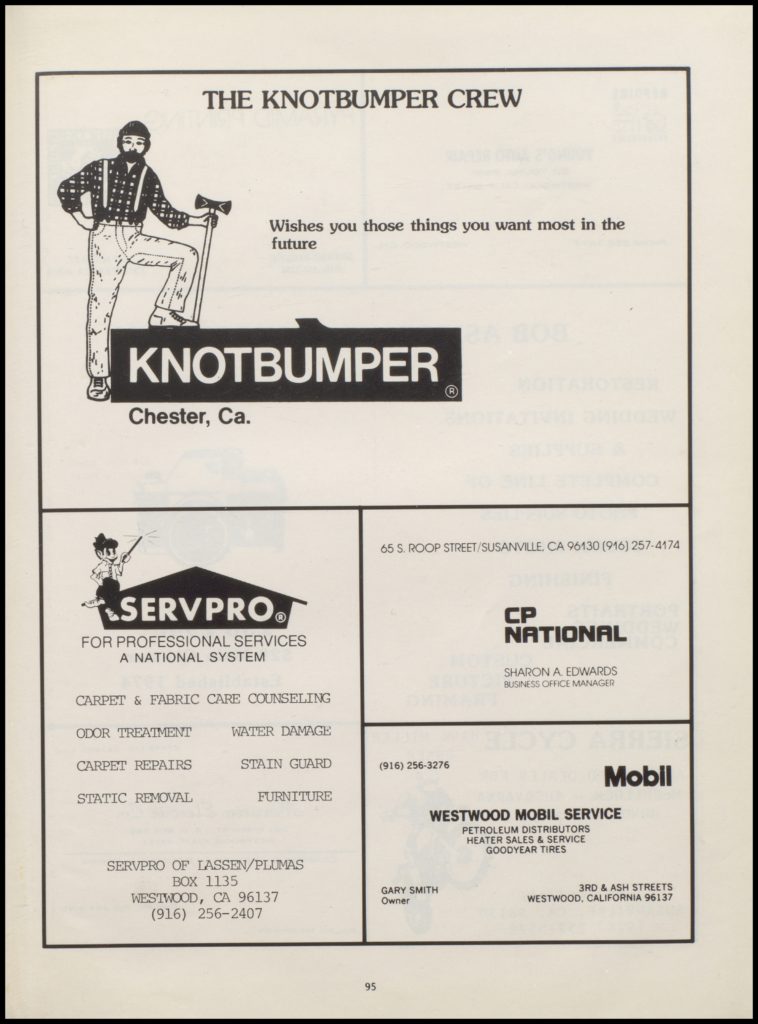 THE KNOTBUMPER CREW
Wishes you those things you want most in the
future
KNOTBUMPER®
Chester, Ca.
SERVPRO®
FOR PROFESSIONAL SERVICES
A NATIONAL SYSTEM
CARPET & FABRIC CARE COUNSELING
ODOR TREATMENT WATER DAMAGE
CARPET REPAIRS STAIN GUARD
STATIC REMOVAL FURNITURE
SERVPRO OF LASSEN/PLUMAS
BOX 1135
WESTWOOD, CA 96137
(916) 256-2407
65 S. ROOP STREET/SUSANVILLE, CA 96130 (916) 257-4174
CP
NATIONAL
SHARON A. EDWARDS
BUSINESS OFFICE MANAGER
(916) 256-3276
Mobil
WESTWOOD MOBIL SERVICE
PETROLEUM DISTRIBUTORS
HEATER SALES & SERVICE
GOODYEAR TIRES
GARY SMITH
Owner
3RD & ASH STREETS
WESTWOOD, CALIFORNIA 96137
95